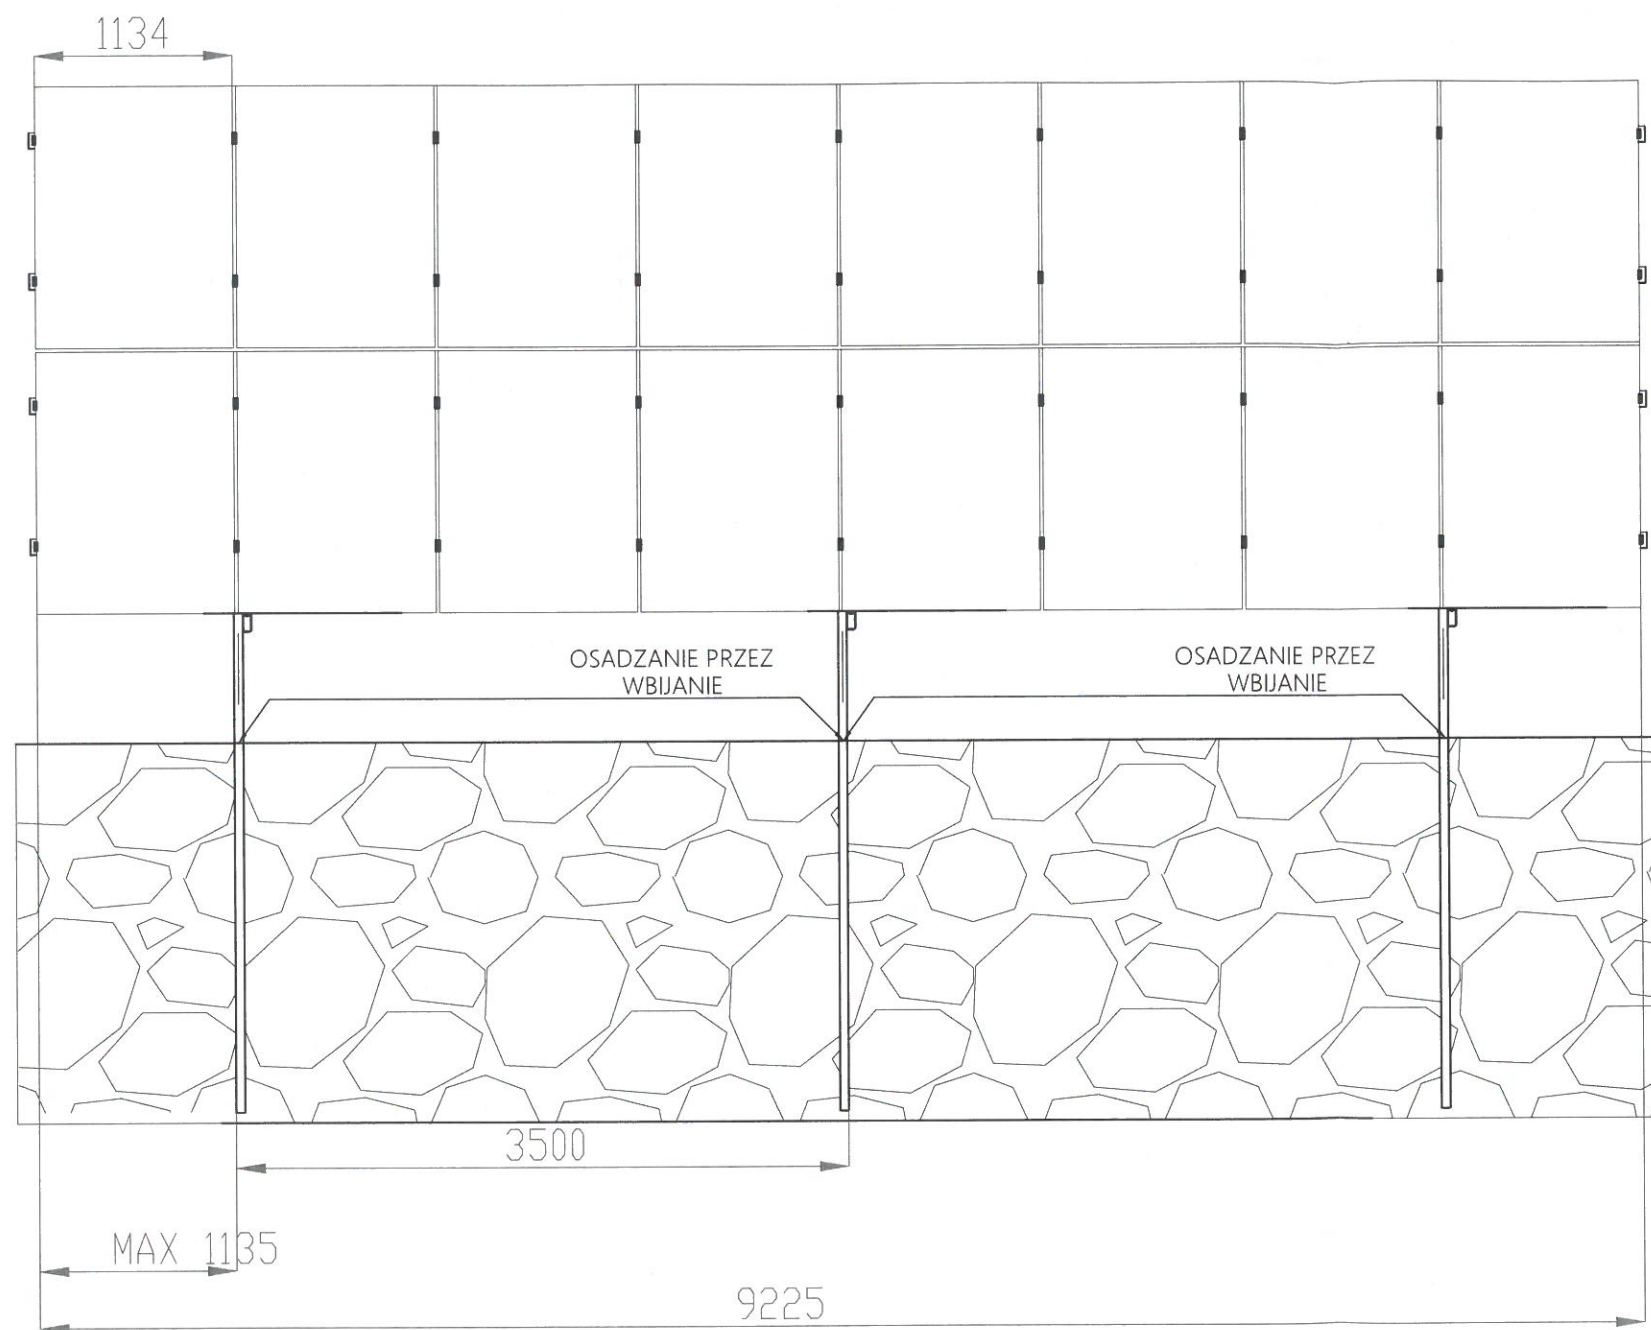 1134
OSADZANIE PRZEZ
WBIJANIE
OSADZANIE PRZEZ
WBIJANIE
3500
MAX 1135
9225